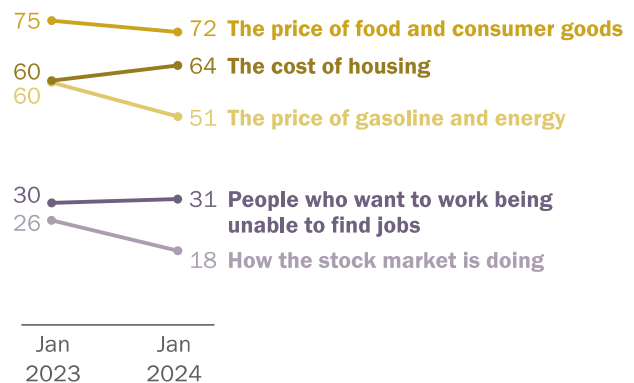 75 72 The price of food and consumer goods
60 64 The cost of housing
60 51 The price of gasoline and energy
30 31 People who want to work being
unable to find jobs
26 18 How the stock market is doing
Jan Jan
2023 2024